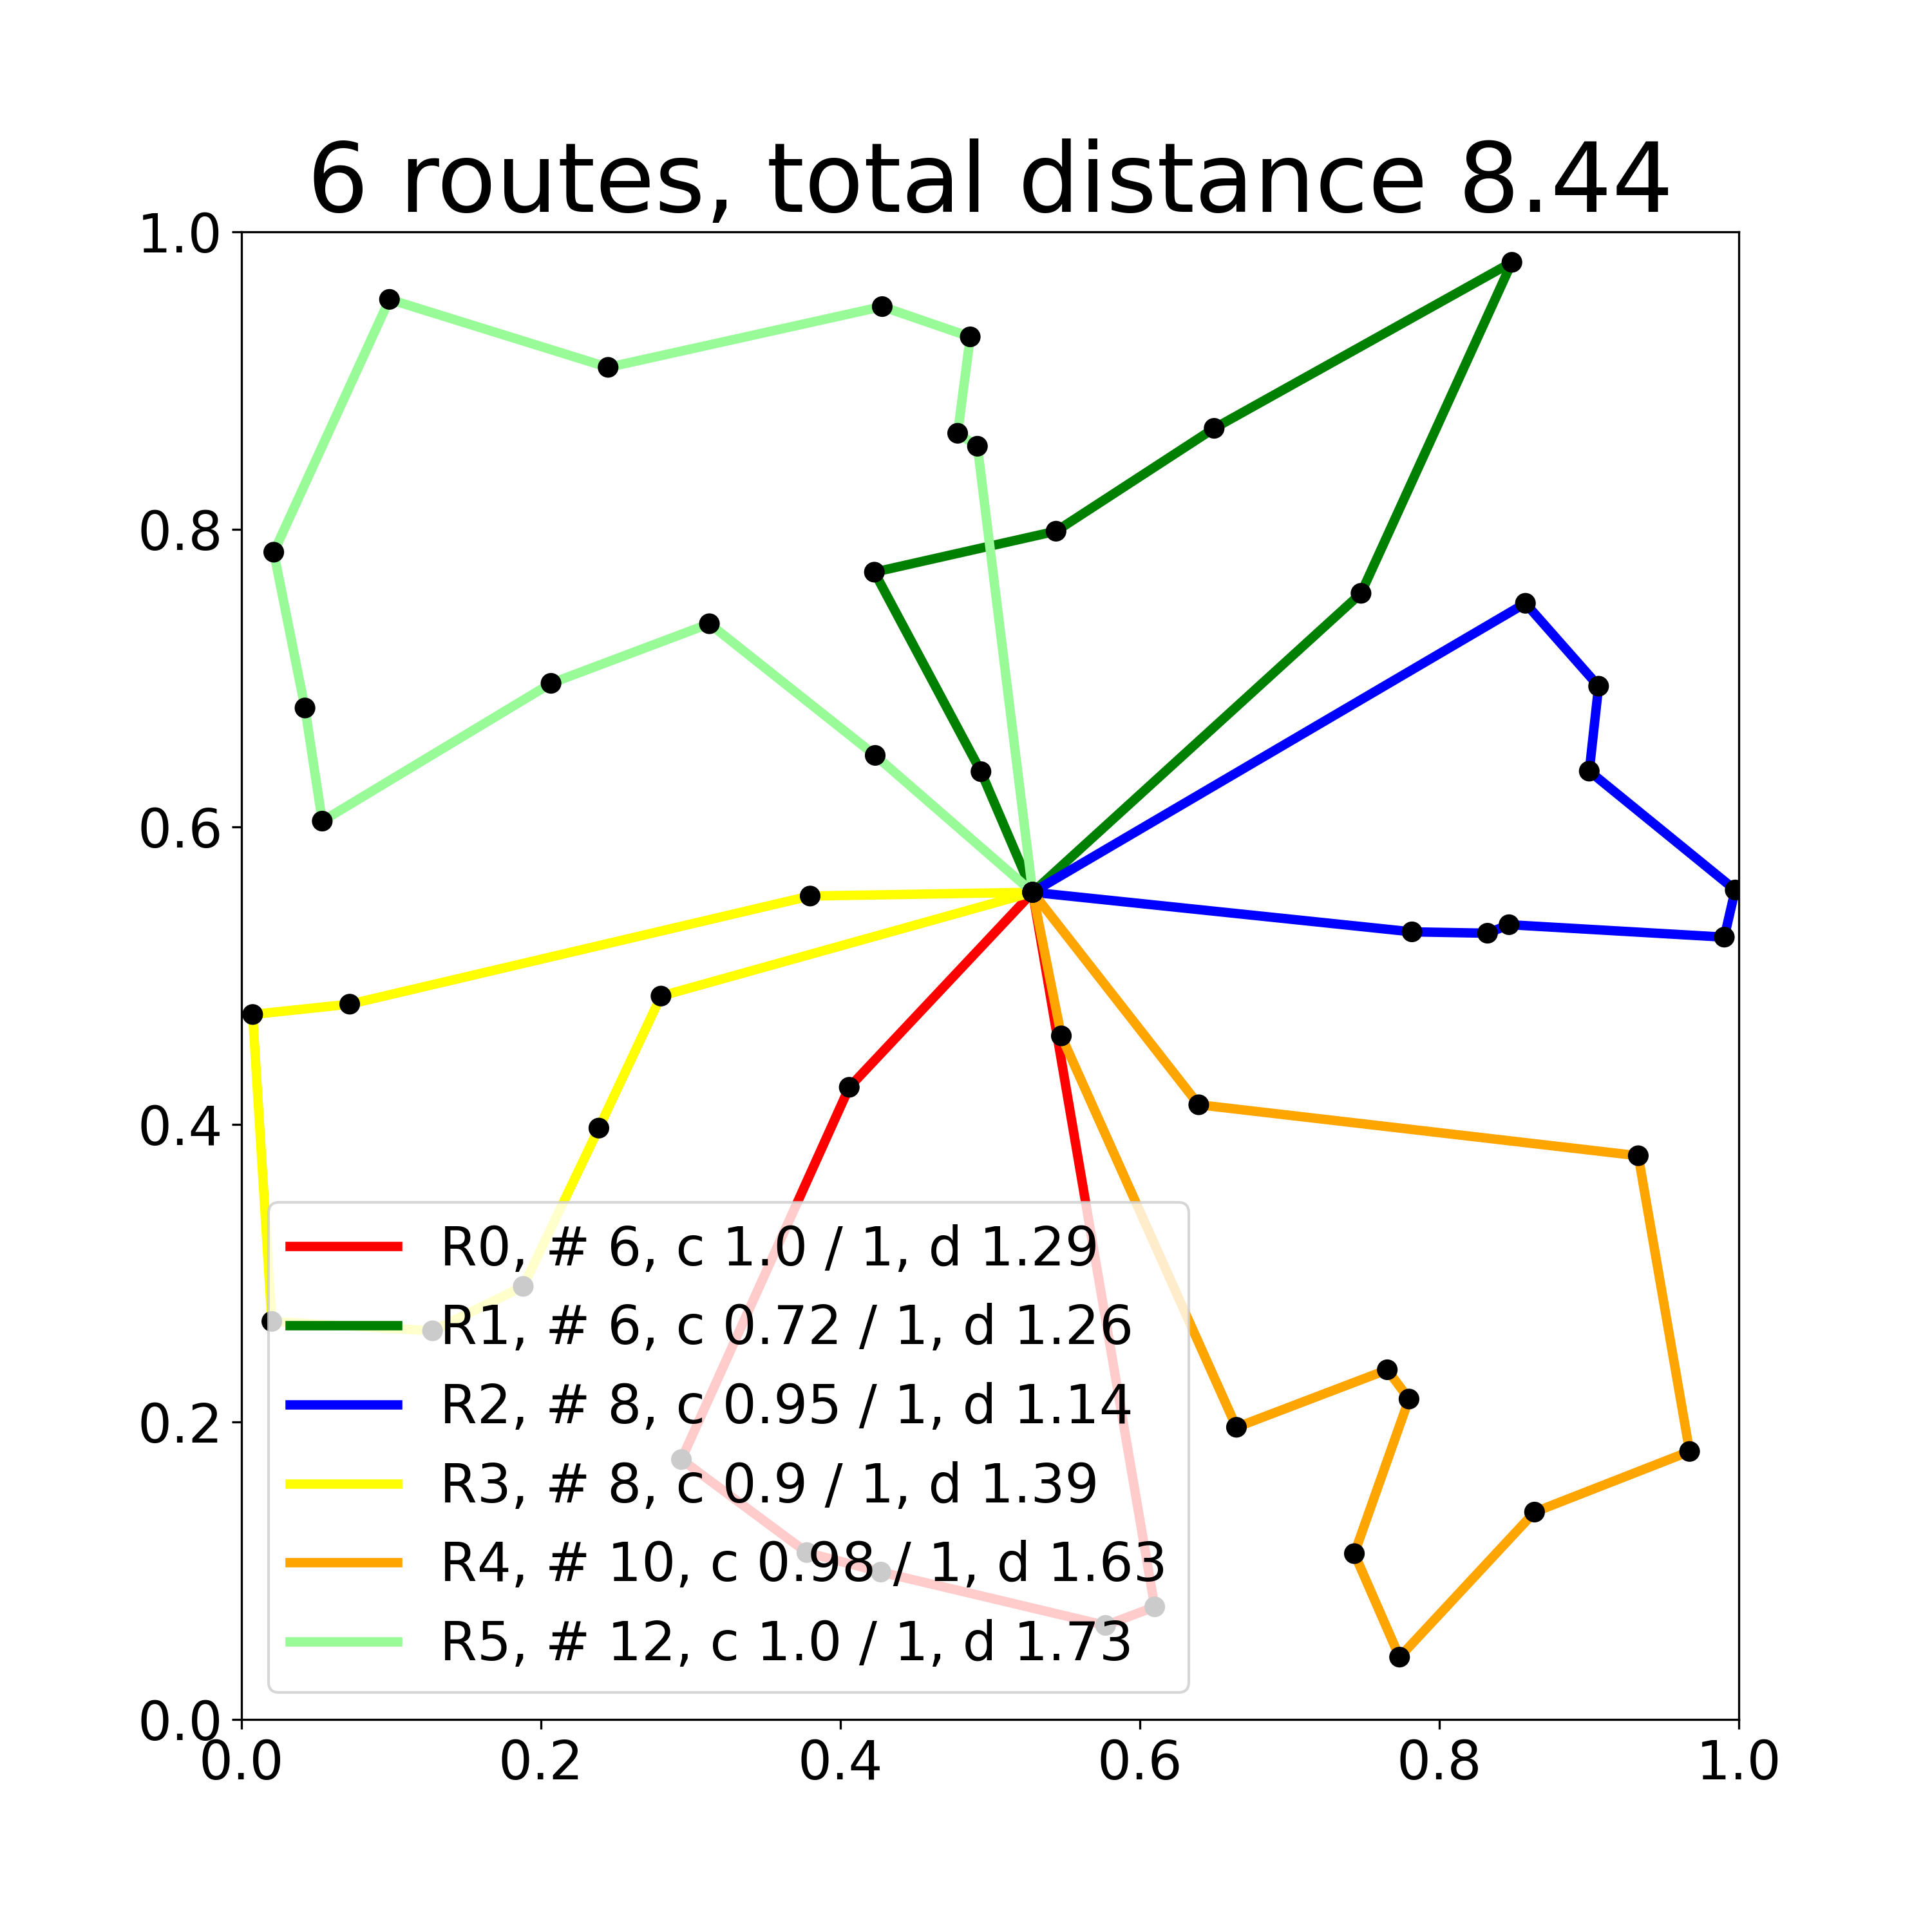 6 routes, total distance 8.44
1.0
0.8
0.6
0.4
0.2
0.0
R0, # 6, c 1.0 / 1, d 1.29
R1, # 6, c 0.72 / 1, d 1.26
R2, # 8, c 0.95 / 1, d 1.14
R3, # 8, c 0.9 / 1, d 1.39
R4, # 10, c 0.98 / 1, d 1.63
R5, # 12, c 1.0 / 1, d 1.73
0.0 0.2 0.4 0.6 0.8 1.0